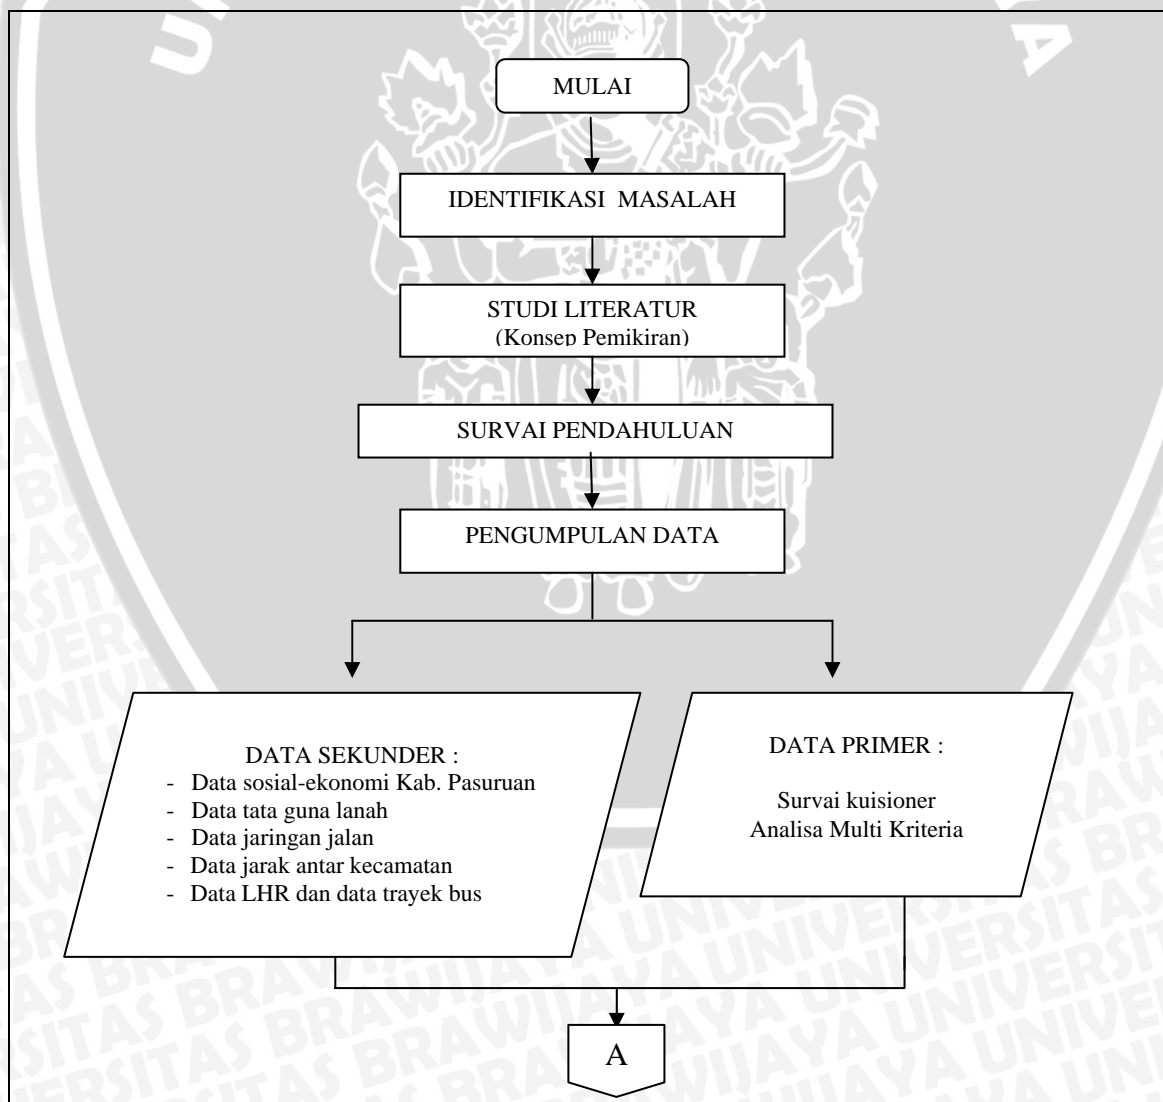 MULAI
IDENTIFIKASI MASALAH
STUDI LITERATUR
(Konsep Pemikiran)
SURVAI PENDAHULUAN
PENGUMPULAN DATA
DATA SEKUNDER :
- Data sosial-ekonomi Kab. Pasuruan
- Data tata guna lanah
- Data jaringan jalan
- Data jarak antar kecamatan
- Data LHR dan data trayek bus
DATA PRIMER :
Survai kuisioner
Analisa Multi Kriteria
A